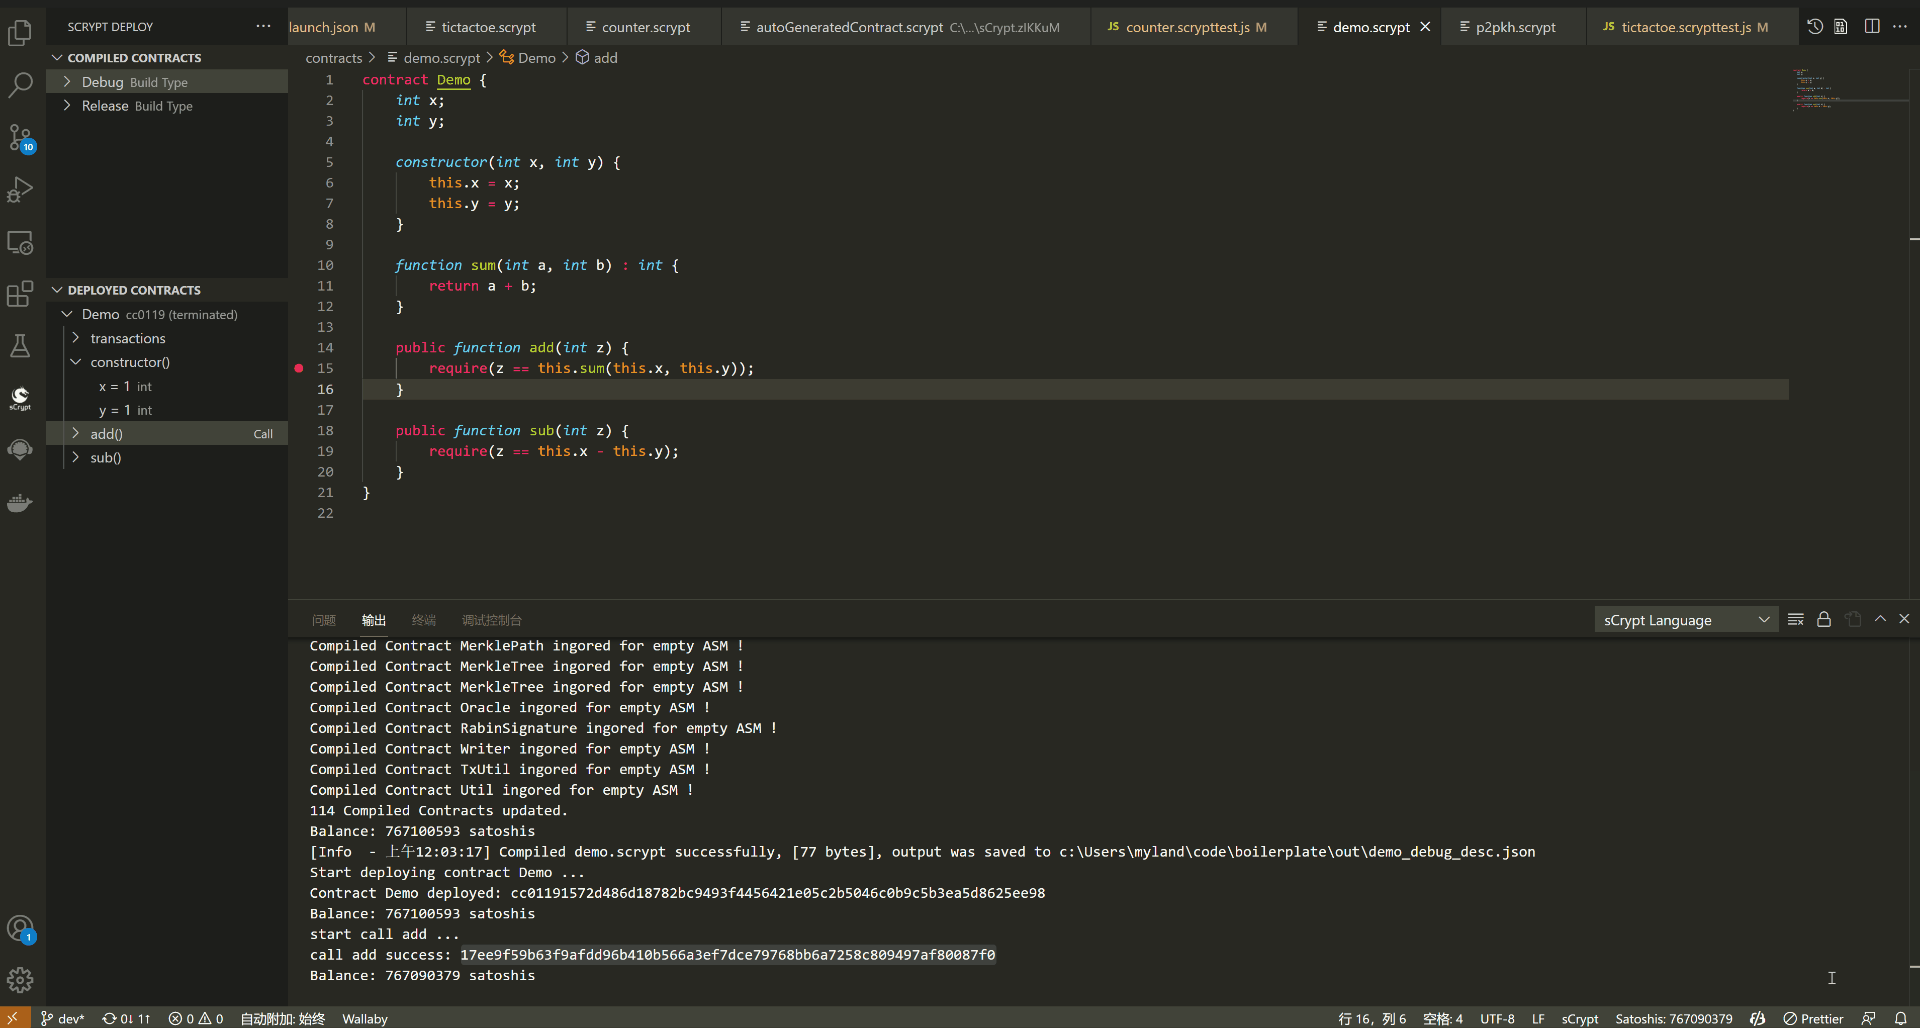 SCRYPT DEPLOY
launch.json M
tictactoe.scrypt
counter.scrypt
autoGeneratedContract.scrypt C:\...\sCrypt.zIKKuM
JS counter.scrypttest.js M
demo.scrypt
p2pkh.scrypt
JS tictactoe.scrypttest.js M
COMPILED CONTRACTS
Debug Build Type
Release Build Type
10
DEPLOYED CONTRACTS
Demo cc0119 (terminated)
transactions
constructor()
x = 1 int
y = 1 int
add() Call
sub()
sCrypt
1
contracts > demo.scrypt > Demo > add
1 contract Demo {
2 int x;
3 int y;
4
5 constructor(int x, int y) {
6 this.x = x;
7 this.y = y;
8 }
9
10 function sum(int a, int b) : int {
11 return a + b;
12 }
13
14 public function add(int z) {
15 require(z == this.sum(this.x, this.y));
16 }
17
18 public function sub(int z) {
19 require(z == this.x - this.y);
20 }
21 }
22
问题 输出 终端 调试控制台
sCrypt Language
Compiled Contract MerklePath ingored for empty ASM !
Compiled Contract MerkleTree ingored for empty ASM !
Compiled Contract MerkleTree ingored for empty ASM !
Compiled Contract Oracle ingored for empty ASM !
Compiled Contract RabinSignature ingored for empty ASM !
Compiled Contract Writer ingored for empty ASM !
Compiled Contract TxUtil ingored for empty ASM !
Compiled Contract Util ingored for empty ASM !
114 Compiled Contracts updated.
Balance: 767100593 satoshis
[Info  - 上午12:03:17] Compiled demo.scrypt successfully, [77 bytes], output was saved to c:\Users\myland\code\boilerplate\out\demo_debug_desc.json
Start deploying contract Demo ...
Contract Demo deployed: cc01191572d486d18782bc9493f4456421e05c2b5046c0b9c5b3ea5d8625ee98
Balance: 767100593 satoshis
start call add ...
call add success: 17ee9f59b63f9afdd96b410b566a3ef7dce79768bb6a7258c809497af80087f0
Balance: 767090379 satoshis
dev* 0↓ 1↑ 0 0 自动附加: 始终 Wallaby
行 16，列 6 空格: 4 UTF-8 LF sCrypt Satoshis: 767090379 Prettier